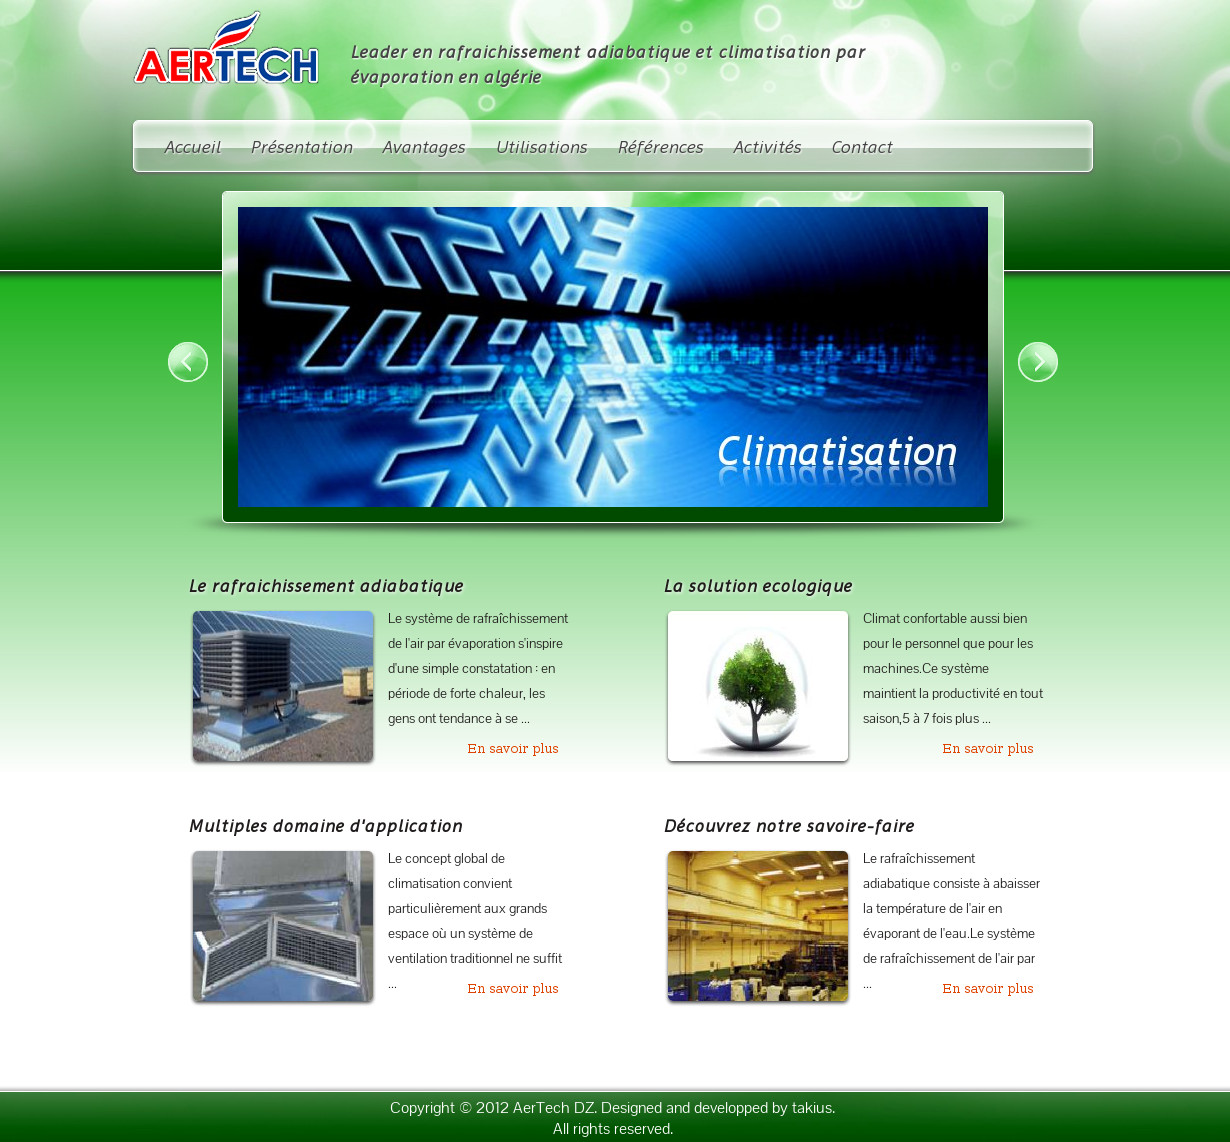 AERTECH
Leader en rafraichissement adiabatique et climatisation par
évaporation en algérie
Accueil Présentation Avantages Utilisations Références Activités Contact
Climatisation
Le rafraichissement adiabatique
Le système de rafraîchissement
de l'air par évaporation s'inspire
d'une simple constatation : en
période de forte chaleur, les
gens ont tendance à se ...
En savoir plus
La solution ecologique
Climat confortable aussi bien
pour le personnel que pour les
machines.Ce système
maintient la productivité en tout
saison,5 à 7 fois plus ...
En savoir plus
Multiples domaine d'application
Le concept global de
climatisation convient
particulièrement aux grands
espace où un système de
ventilation traditionnel ne suffit
...
En savoir plus
Découvrez notre savoire-faire
Le rafraîchissement
adiabatique consiste à abaisser
la température de l'air en
évaporant de l'eau.Le système
de rafraîchissement de l'air par
...
En savoir plus
Copyright © 2012 AerTech DZ. Designed and developped by takius.
All rights reserved.